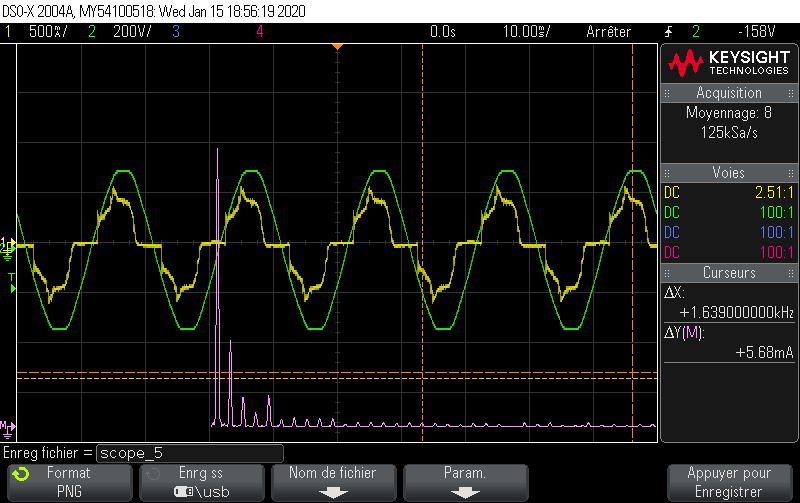 DSO-X 2004A, MY54100518: Wed Jan 15 18:56:19 2020
1 500%/ 2 200V/ 3 4 0.0s 10.00%/ Arrêter 2 -158V
KEYSIGHT
TECHNOLOGIES
Acquisition
Moyennage: 8
125kSa/s
Voies
DC 2.51:1
DC 100:1
DC 100:1
DC 100:1
Curseurs
ΔX:
+1.639000000kHz
ΔY(M):
+5.68mA
T
M
Enreg fichier = scope_5
Format
PNG
Enrg ss
\usb
Nom de fichier
Param.
Appuyer pour
Enregistrer